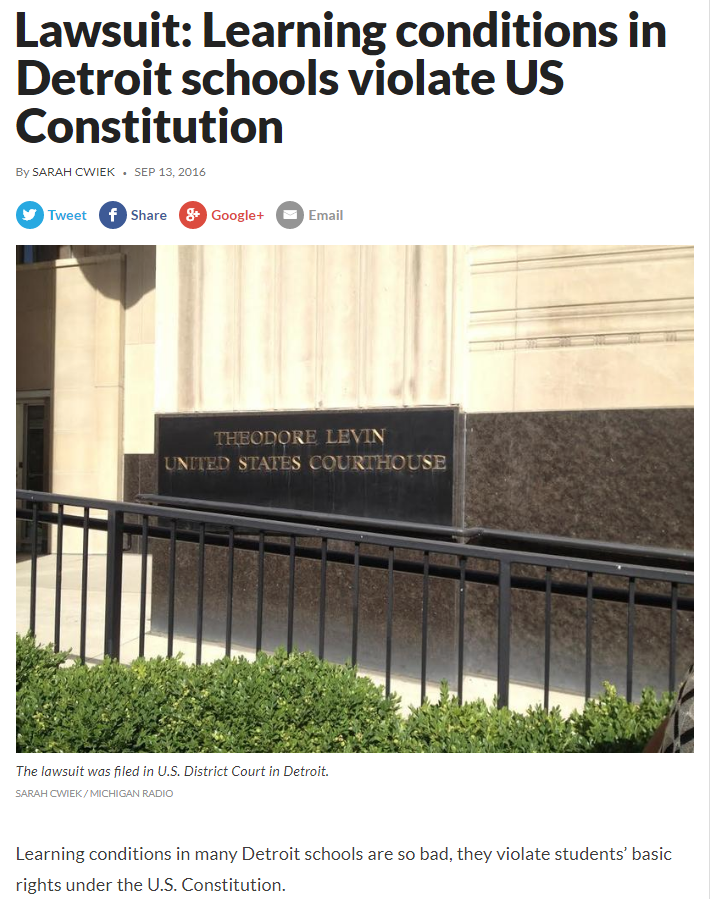 Lawsuit: Learning conditions in
Detroit schools violate US
Constitution
By SARAH CWIEK • SEP 13, 2016
Tweet Share Google+ Email
THEODORE LEVIN
UNITED STATES COURTHOUSE
The lawsuit was filed in U.S. District Court in Detroit.
SARAH CWIEK / MICHIGAN RADIO
Learning conditions in many Detroit schools are so bad, they violate students’ basic
rights under the U.S. Constitution.